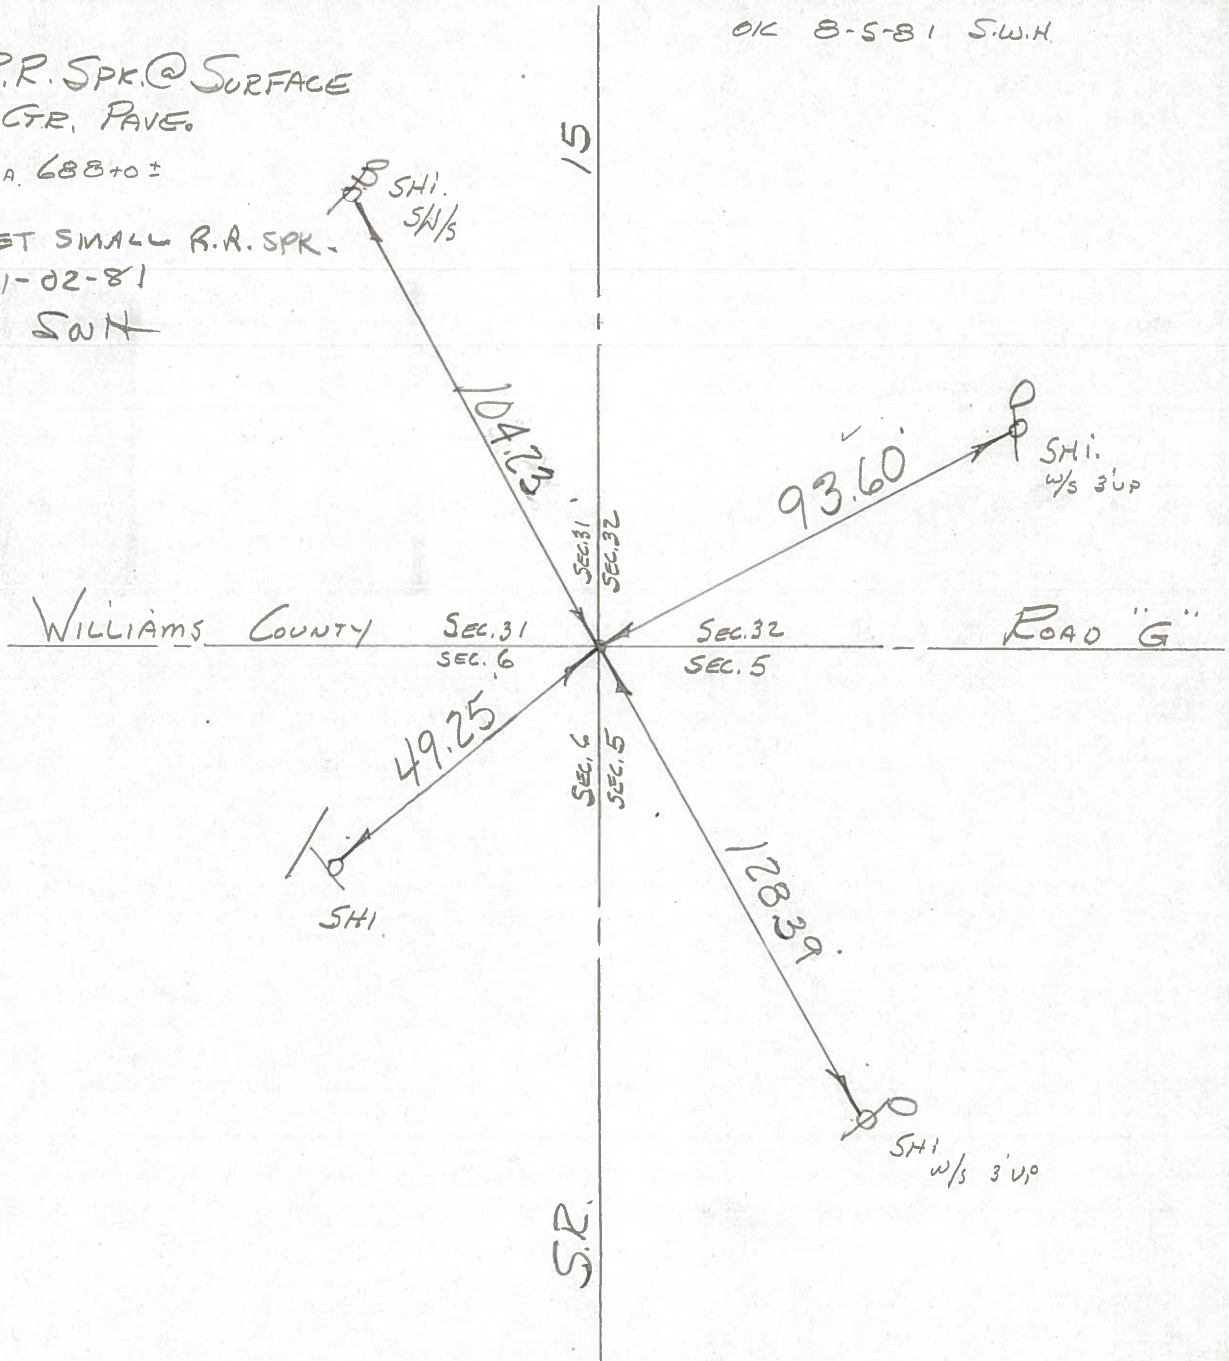 OK 8-5-81 S.W.H.
R.R. SPK. @ SURFACE
CTR. PAVE.
A. 688+0 ±
ET SMALL R.R. SPK.
1-02-81
SWH
15
SHI.
SW/S
104.23'
93.60'
SHI.
W/S 3' UP
SEC. 31
SEC. 32
WILLIAMS COUNTY SEC. 31 SEC. 32 ROAD "G"
SEC. 6 SEC. 5
49.25'
SEC. 6
SEC. 5
128.39'
SHI.
SHI
W/S 3' UP
S.R.